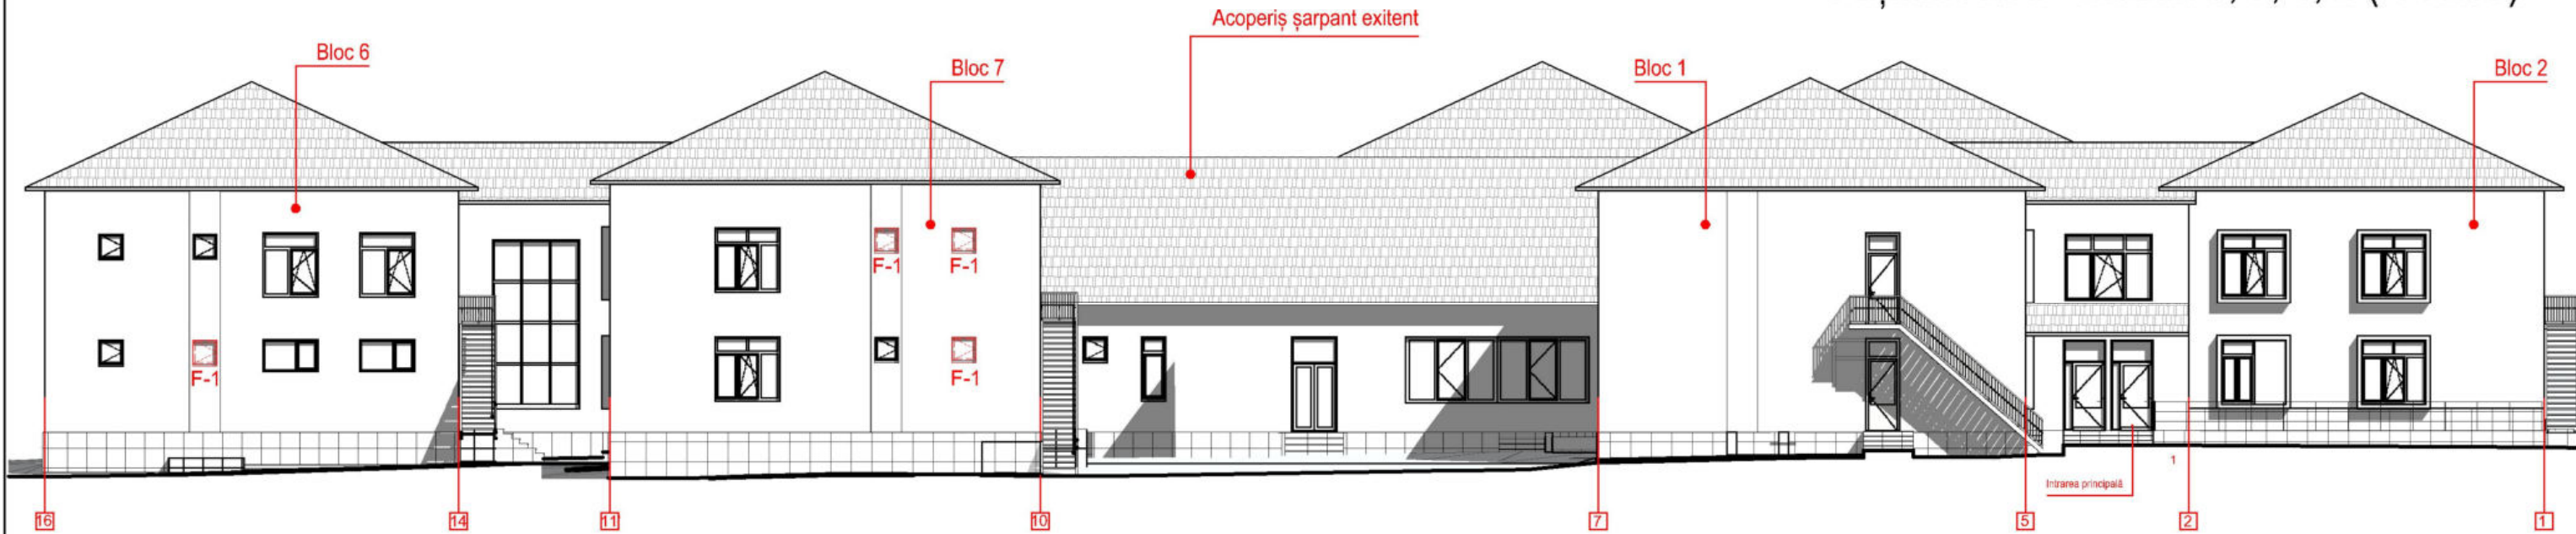 Acoperiș șarpant exitent
Bloc 6
Bloc 7
Bloc 1
Bloc 2
F-1
F-1
F-1
F-1
1
Intrarea principală
16
14
11
10
7
5
2
1